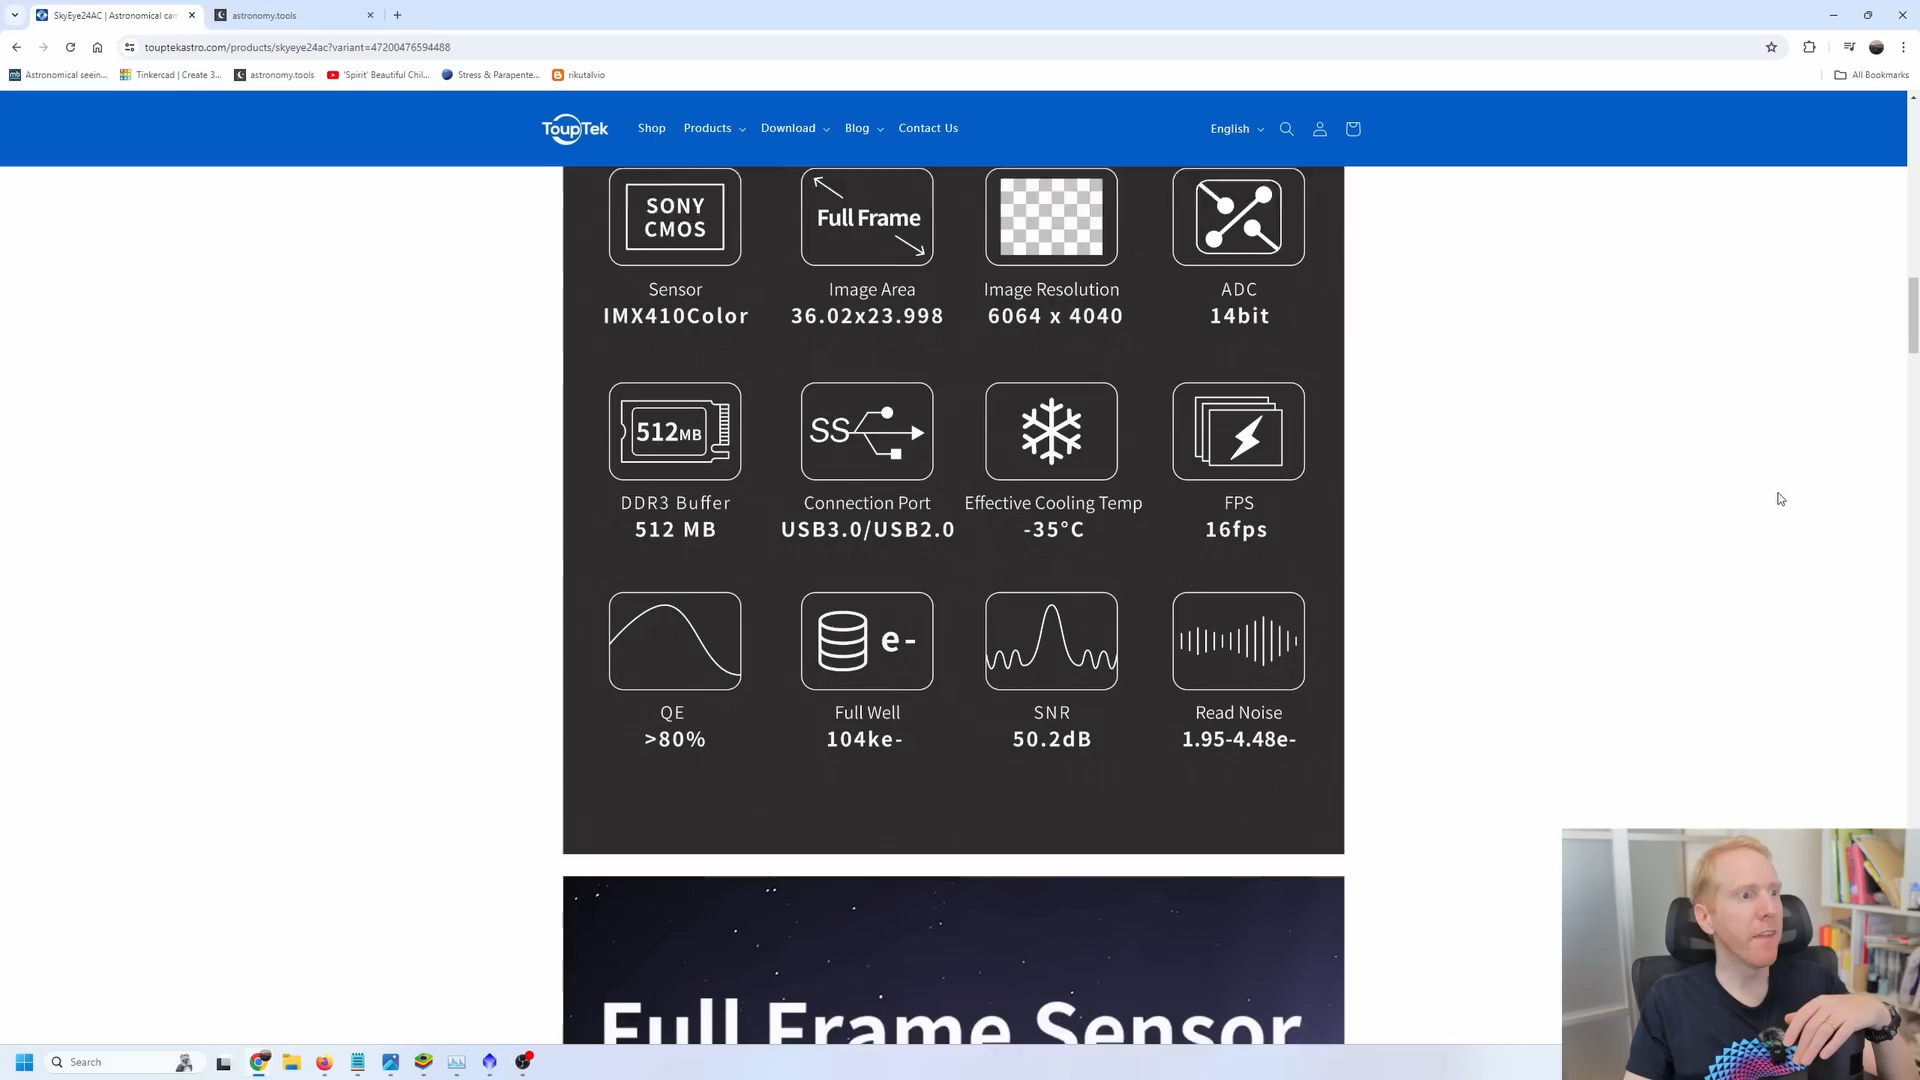 SkyEye24AC | Astronomical can
astronomy.tools
touptekastro.com/products/skyeye24ac?variant=47200476594488
Astronomical seein...
Tinkercad | Create 3...
astronomy.tools
'Spirit' Beautiful Chil...
Stress & Parapente...
rikutalvio
All Bookmarks
ToupTek
Shop
Products
Download
Blog
Contact Us
English
SONY
CMOS
Full Frame
Sensor
Image Area
Image Resolution
ADC
IMX410Color
36.02x23.998
6064 x 4040
14bit
512MB
SS
DDR3 Buffer
Connection Port
Effective Cooling Temp
FPS
512 MB
USB3.0/USB2.0
-35°C
16fps
e-
QE
Full Well
SNR
Read Noise
>80%
104ke-
50.2dB
1.95-4.48e-
Full Frame Sensor
Search